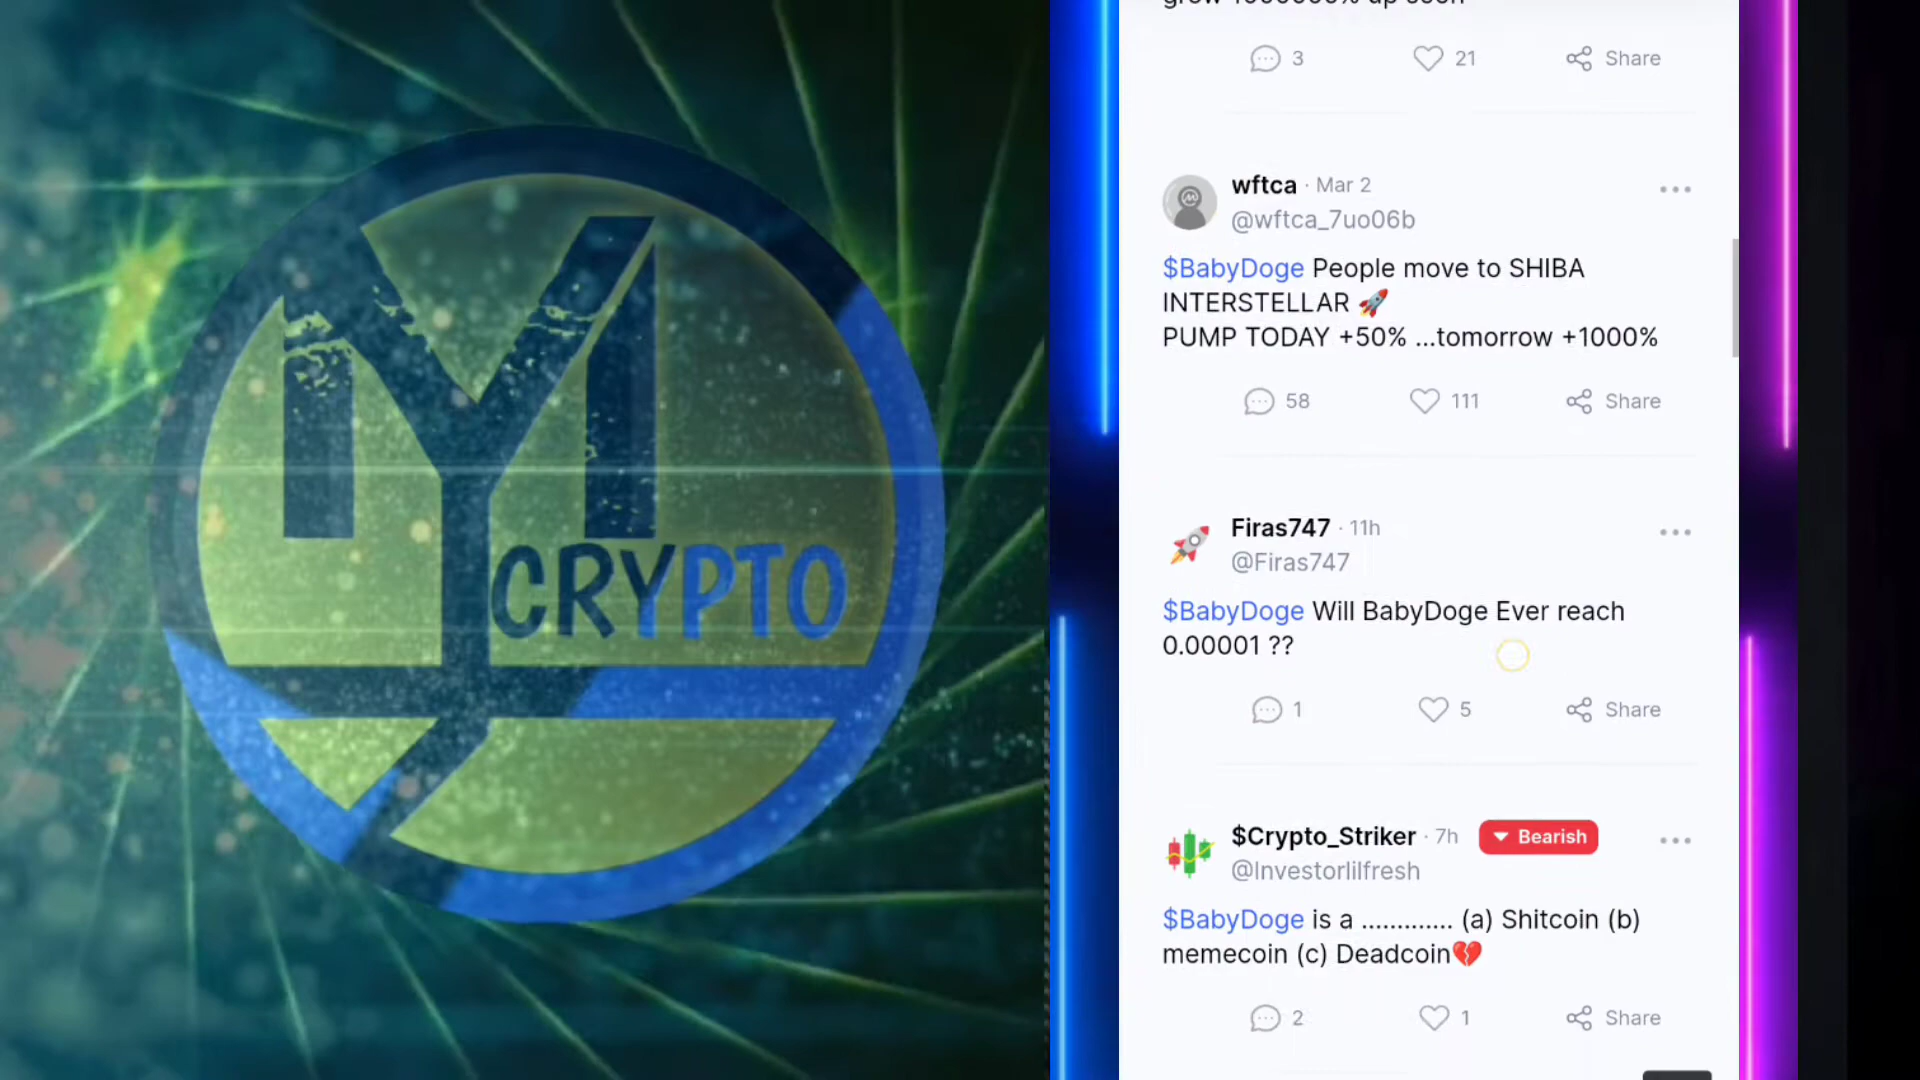 CRYPTO
3 21 Share
wftca · Mar 2
@wftca_7uo06b
$BabyDoge People move to SHIBA
INTERSTELLAR 🚀
PUMP TODAY +50% ...tomorrow +1000%
58 111 Share
Firas747 · 11h
@Firas747
$BabyDoge Will BabyDoge Ever reach
0.00001 ??
1 5 Share
$Crypto_Striker · 7h Bearish
@Investorlilfresh
$BabyDoge is a ............. (a) Shitcoin (b)
memecoin (c) Deadcoin💔
2 1 Share